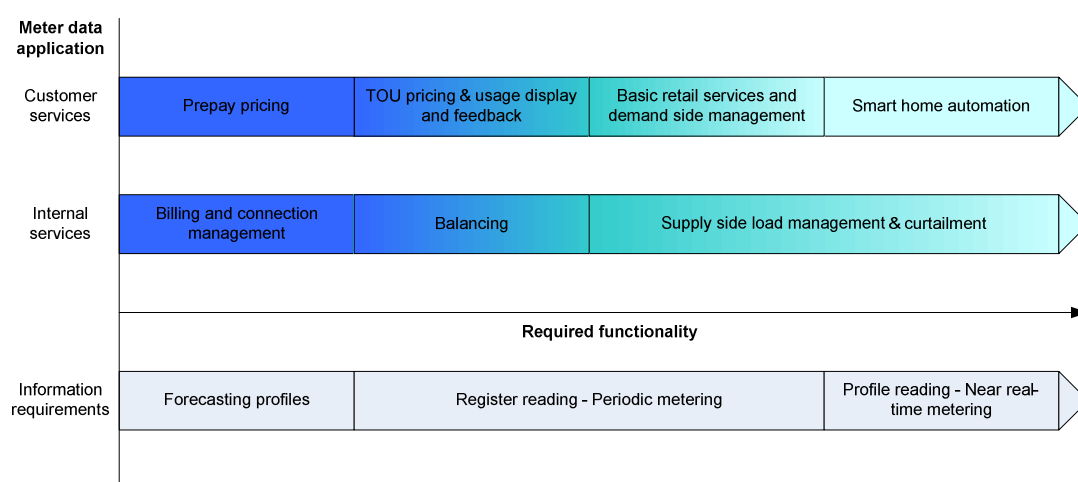 Meter data
application
Customer
services
Prepay pricing
TOU pricing & usage display
and feedback
Basic retail services and
demand side management
Smart home automation
Internal
services
Billing and connection
management
Balancing
Supply side load management & curtailment
Required functionality
Information
requirements
Forecasting profiles
Register reading - Periodic metering
Profile reading - Near real-
time metering